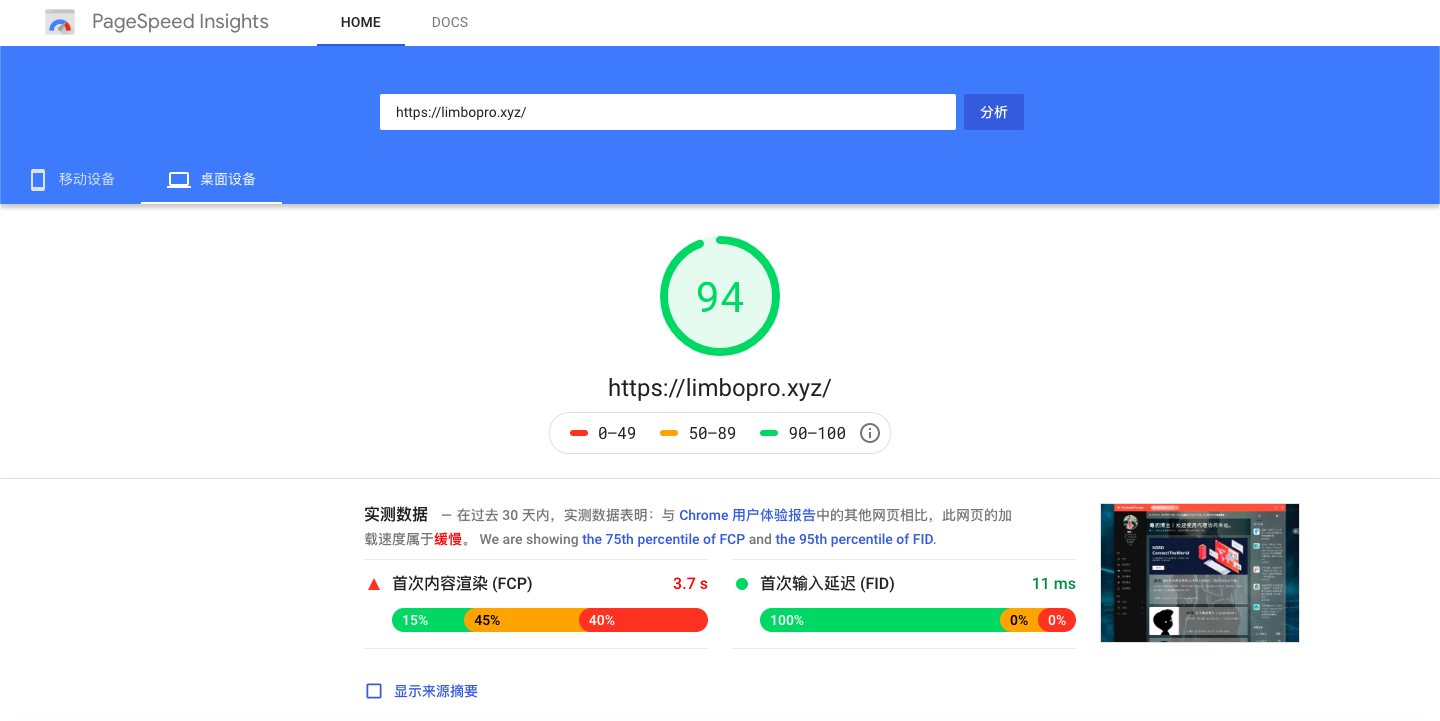 PageSpeed Insights
HOME
DOCS
https://limbopro.xyz/
分析
移动设备
桌面设备
94
https://limbopro.xyz/
0–49
50–89
90–100
实测数据 — 在过去 30 天内，实测数据表明：与 Chrome 用户体验报告中的其他网页相比，此网页的加
载速度属于缓慢。 We are showing the 75th percentile of FCP and the 95th percentile of FID.
首次内容渲染 (FCP)
3.7 s
15%
45%
40%
首次输入延迟 (FID)
11 ms
100%
0%
0%
显示来源摘要